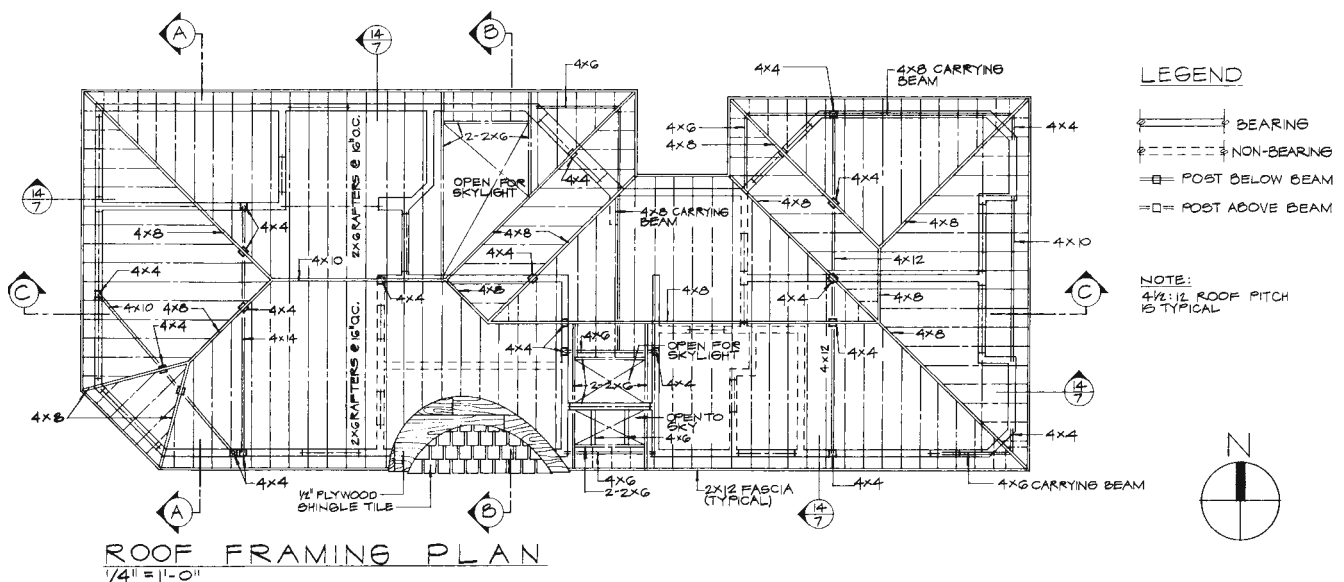 A
14
7
B
4x6
4x4
4x8 CARRYING
BEAM
LEGEND
BEARING
NON-BEARING
POST BELOW BEAM
POST ABOVE BEAM
4x6
4x8
4x4
2-2x6
OPEN FOR
SKYLIGHT
4x4
2x6 RAFTERS @ 16" O.C.
14
7
4x8
4x4
4x8 CARRYING
BEAM
4x8
4x4
4x8
4x10
4x8
4x4
4x10
4x12
C
4x4
4x10
4x8
4x4
4x4
4x8
4x4
4x8
4x4
4x8
4x8
C
NOTE:
4 1/2:12 ROOF PITCH
IS TYPICAL
4x14
2x6 RAFTERS @ 16" O.C.
4x4
4x6
OPEN FOR
SKYLIGHT
2-2x6
4x4
4x12
4x4
14
7
4x8
OPEN TO
SKY
4x6
4x4
A
4x4
1/2" PLYWOOD
SHINGLE TILE
B
4x6
2-2x6
2x12 FASCIA
(TYPICAL)
14
7
4x4
4x6 CARRYING BEAM
N
ROOF FRAMING PLAN
1/4" = 1'-0"